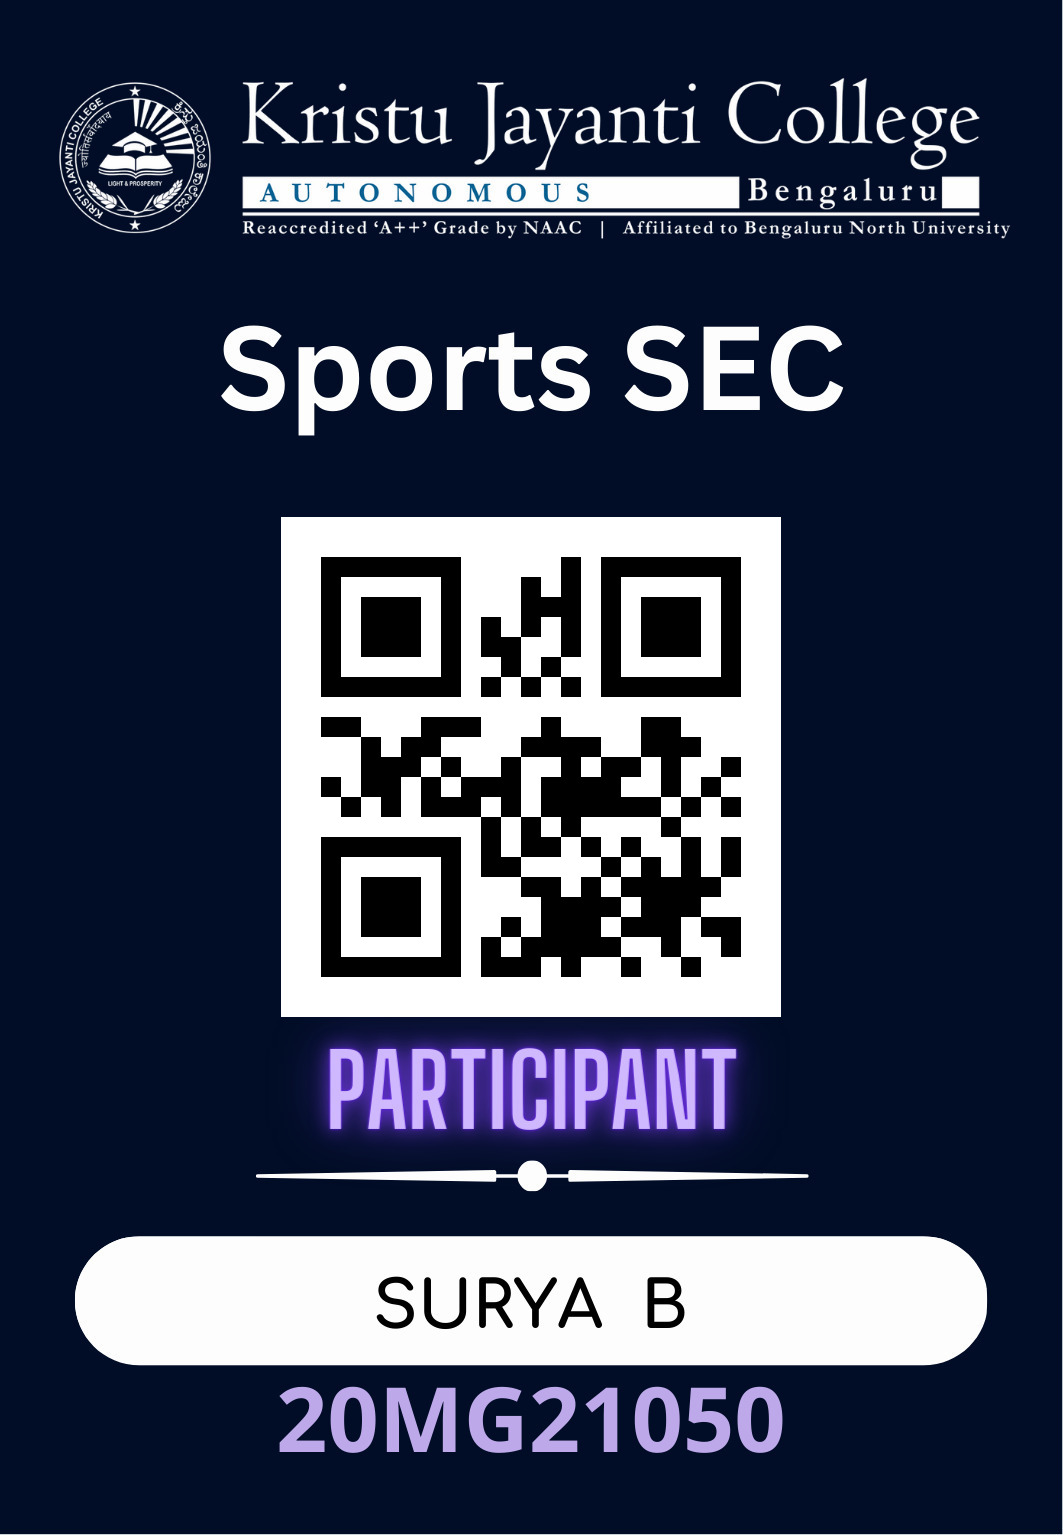 Kristu Jayanti College
AUTONOMOUS Bengaluru
Reaccredited ‘A++’ Grade by NAAC | Affiliated to Bengaluru North University
KRISTU JAYANTI COLLEGE
ಕ್ರಿಸ್ತು ಜಯಂತಿ ಕಾಲೇಜು
LIGHT & PROSPERITY
Sports SEC
PARTICIPANT
SURYA B
20MG21050